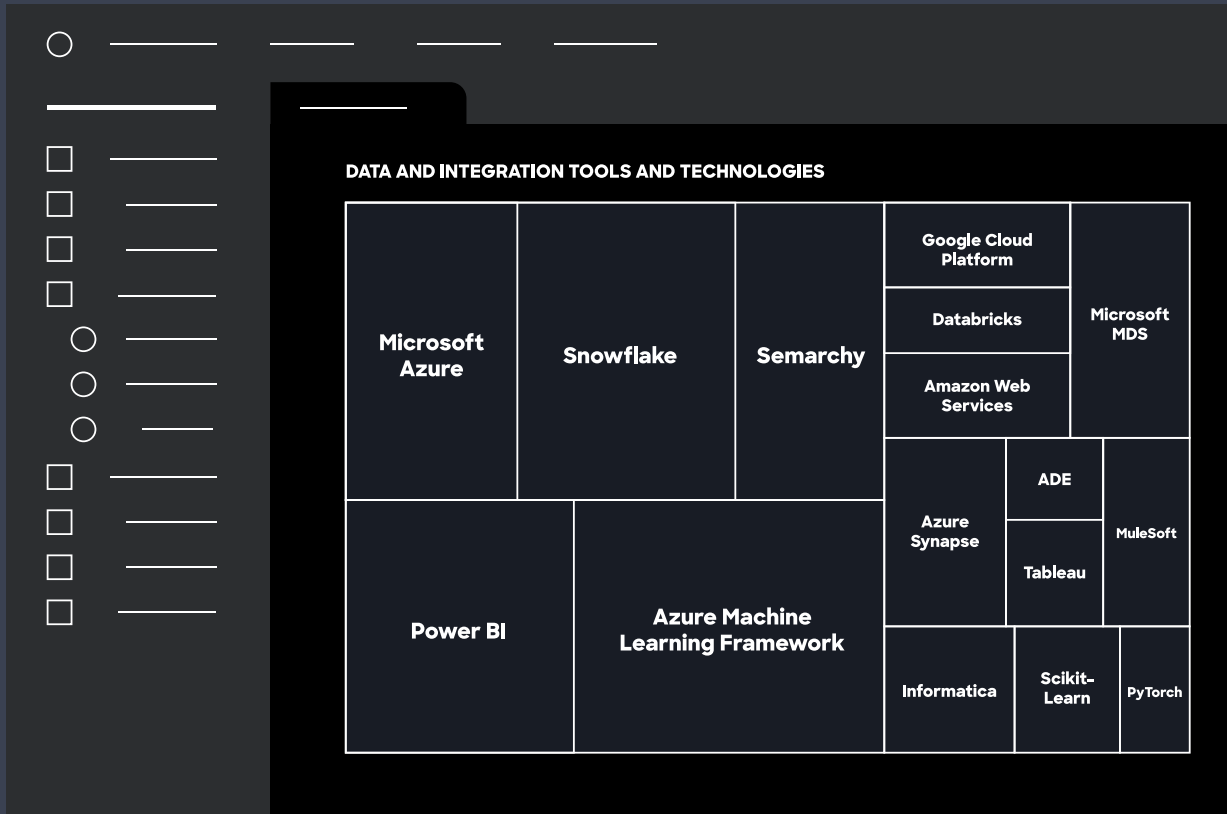 DATA AND INTEGRATION TOOLS AND TECHNOLOGIES
Microsoft
Azure
Snowflake
Semarchy
Google Cloud
Platform
Databricks
Amazon Web
Services
Microsoft
MDS
Power BI
Azure Machine
Learning Framework
Azure
Synapse
ADE
Tableau
MuleSoft
Informatica
Scikit-
Learn
PyTorch